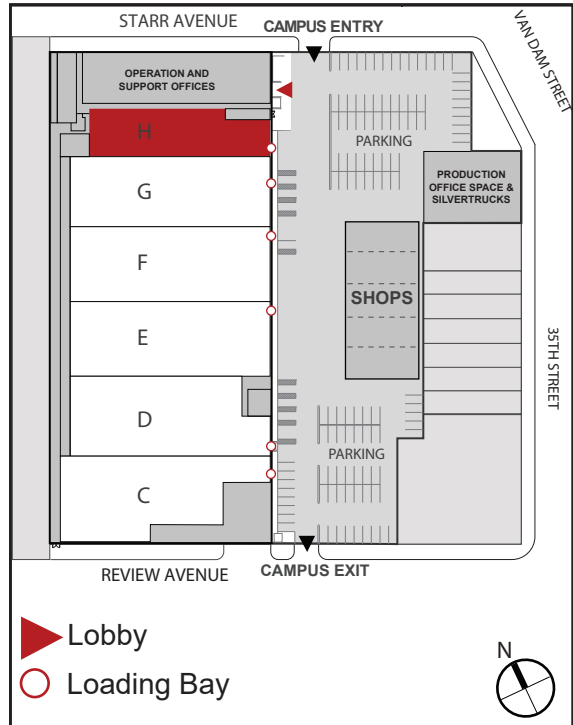 STARR AVENUE
CAMPUS ENTRY
VAN DAM STREET
OPERATION AND
SUPPORT OFFICES
H
PARKING
G
PRODUCTION
OFFICE SPACE &
SILVERTRUCKS
F
SHOPS
E
35TH STREET
D
PARKING
C
REVIEW AVENUE
CAMPUS EXIT
Lobby
Loading Bay
N